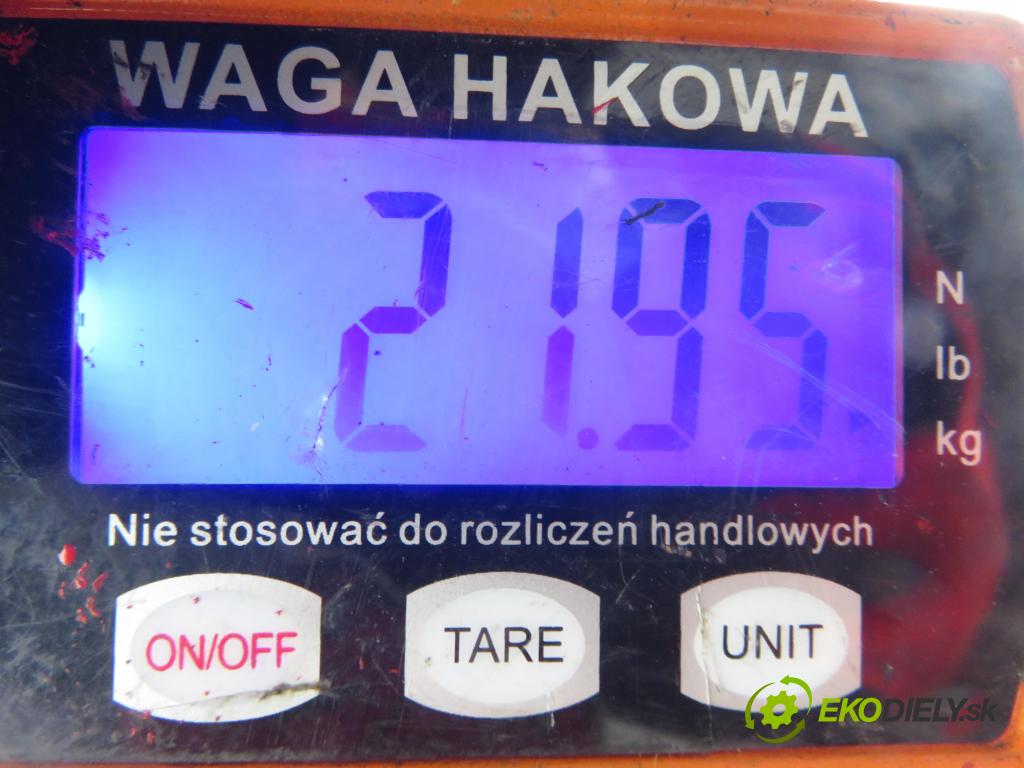 WAGA HAKOWA
21.95
N
lb
kg
Nie stosować do rozliczeń handlowych
ON/OFF TARE UNIT
EKODIELY.sk